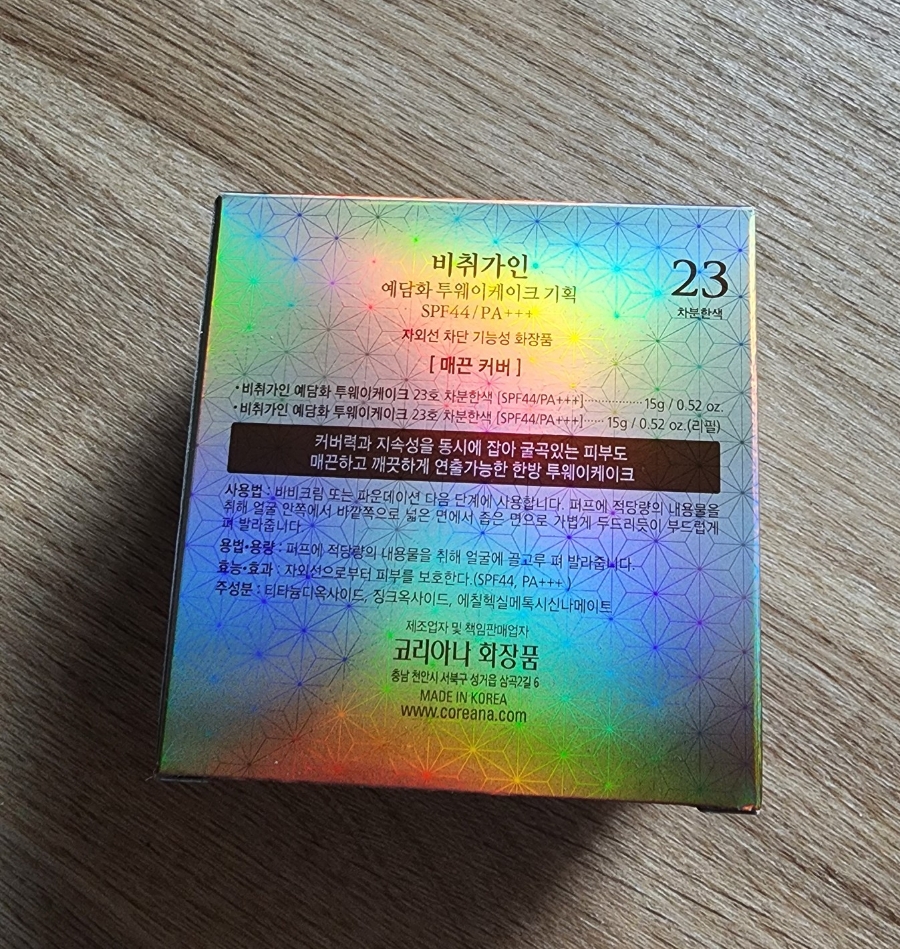 비취가인
예담화 투웨이케이크 기획
SPF44/PA+++
23
차분한색
자외선 차단 기능성 화장품
[ 매끈 커버 ]
•비취가인 예담화 투웨이케이크 23호 차분한색 [SPF44/PA+++]··················15g / 0.52 oz.
•비취가인 예담화 투웨이케이크 23호 차분한색 [SPF44/PA+++]······ 15g / 0.52 oz.(리필)
커버력과 지속성을 동시에 잡아 굴곡있는 피부도
매끈하고 깨끗하게 연출가능한 한방 투웨이케이크
사용법 : 바비크림 또는 파운데이션 다음 단계에 사용합니다. 퍼프에 적당량의 내용물을
취해 얼굴 안쪽에서 바깥쪽으로 넓은 면에서 좁은 면으로 가볍게 두드리듯이 부드럽게
펴 발라줍니다.
용법•용량 : 퍼프에 적당량의 내용물을 취해 얼굴에 골고루 펴 발라줍니다.
효능•효과 : 자외선으로부터 피부를 보호한다.(SPF44, PA+++ )
주성분 : 티타늄디옥사이드, 징크옥사이드, 에칠헥실메톡시신나메이트
제조업자 및 책임판매업자
코리아나 화장품
충남 천안시 서북구 성거읍 삼곡2길 6
MADE IN KOREA
www.coreana.com